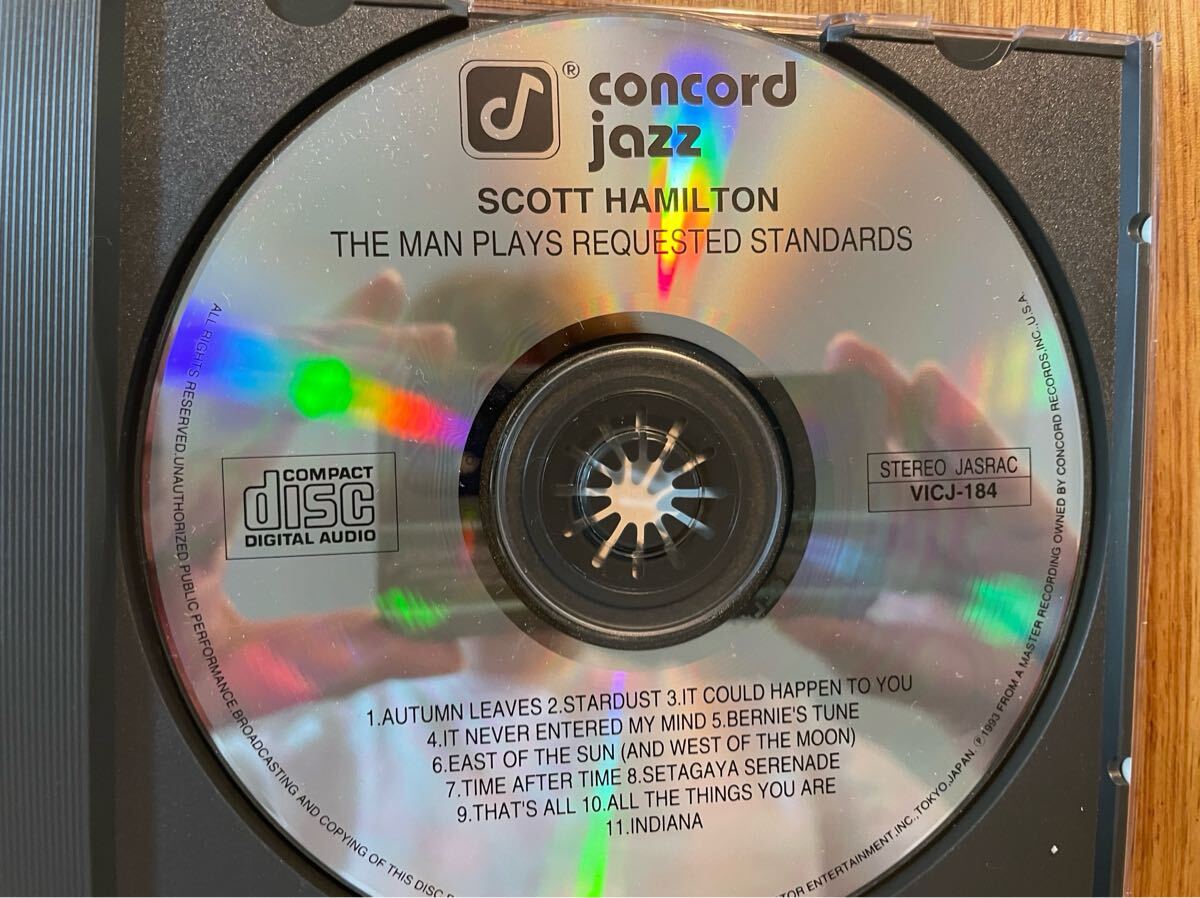 ® concord
jazz
SCOTT HAMILTON
THE MAN PLAYS REQUESTED STANDARDS
COMPACT
disc
DIGITAL AUDIO
STEREO JASRAC
VICJ-184
1.AUTUMN LEAVES 2.STARDUST 3.IT COULD HAPPEN TO YOU
4.IT NEVER ENTERED MY MIND 5.BERNIE'S TUNE
6.EAST OF THE SUN (AND WEST OF THE MOON)
7.TIME AFTER TIME 8.SETAGAYA SERENADE
9.THAT'S ALL 10.ALL THE THINGS YOU ARE
11.INDIANA
ALL RIGHTS RESERVED.UNAUTHORIZED PUBLIC PERFORMANCE.BROADCASTING AND COPYING OF THIS DISC
ENTERTAINMENT.INC.,TOKYO.JAPAN ℗1993 FROM A MASTER RECORDING OWNED BY CONCORD RECORDS,INC.,U.S.A.